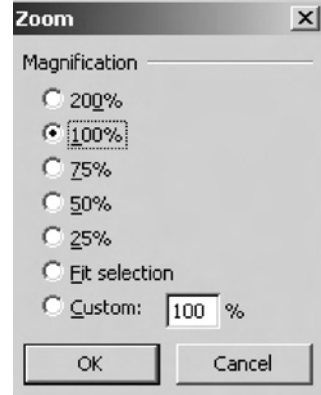 Zoom
Magnification
200%
100%
75%
50%
25%
Fit selection
Custom: 100 %
OK Cancel